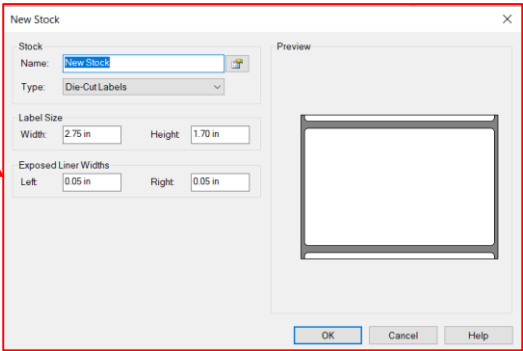 New Stock
Stock
Name: New Stock
Type: Die-Cut Labels
Label Size
Width: 2.75 in Height: 1.70 in
Exposed Liner Widths
Left: 0.05 in Right: 0.05 in
Preview
OK Cancel Help